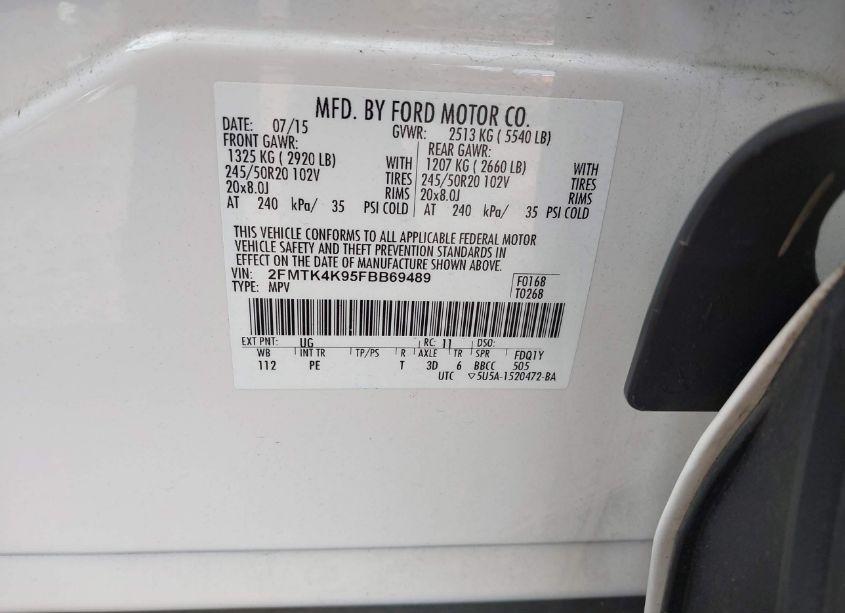 MFD. BY FORD MOTOR CO.
DATE: 07/15 GVWR: 2513 KG ( 5540 LB)
FRONT GAWR: REAR GAWR:
1325 KG ( 2920 LB) WITH 1207 KG ( 2660 LB) WITH
245/50R20 102V TIRES 245/50R20 102V TIRES
20x8.0J RIMS 20x8.0J RIMS
AT 240 kPa/ 35 PSI COLD AT 240 kPa/ 35 PSI COLD
THIS VEHICLE CONFORMS TO ALL APPLICABLE FEDERAL MOTOR
VEHICLE SAFETY AND THEFT PREVENTION STANDARDS IN
EFFECT ON THE DATE OF MANUFACTURE SHOWN ABOVE.
VIN: 2FMTK4K95FBB69489 F0168
TYPE: MPV T0268
EXT PNT: UG RC: 11 DSO:
WB INT TR TP/PS R AXLE TR SPR FDQ1Y
112 PE T 3D 6 BBCC 505
UTC ▽5U5A-1520472-BA